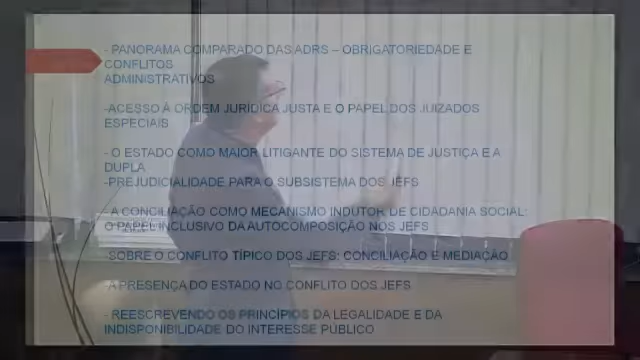 - PANORAMA COMPARADO DAS ADRS – OBRIGATORIEDADE E
CONFLITOS
ADMINISTRATIVOS
-ACESSO À ORDEM JURÍDICA JUSTA E O PAPEL DOS JUIZADOS
ESPECIAIS
- O ESTADO COMO MAIOR LITIGANTE DO SISTEMA DE JUSTIÇA E A
DUPLA
-PREJUDICIALIDADE PARA O SUBSISTEMA DOS JEFS
- A CONCILIAÇÃO COMO MECANISMO INDUTOR DE CIDADANIA SOCIAL:
O PAPEL INCLUSIVO DA AUTOCOMPOSIÇÃO NOS JEFS
-SOBRE O CONFLITO TÍPICO DOS JEFS: CONCILIAÇÃO E MEDIAÇÃO
-A PRESENÇA DO ESTADO NO CONFLITO DOS JEFS
- REESCREVENDO OS PRINCÍPIOS DA LEGALIDADE E DA
INDISPONIBILIDADE DO INTERESSE PÚBLICO